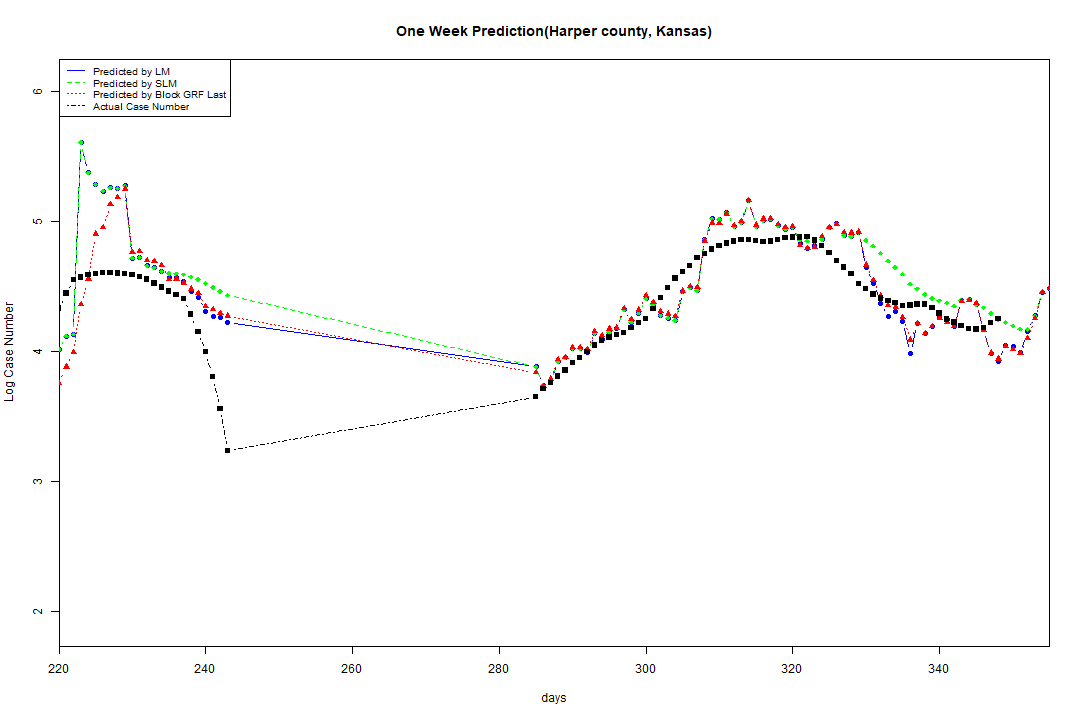 One Week Prediction(Harper county, Kansas)
Predicted by LM
Predicted by SLM
Predicted by Block GRF Last
Actual Case Number
6
5
4
3
2
Log Case Number
220 240 260 280 300 320 340
days